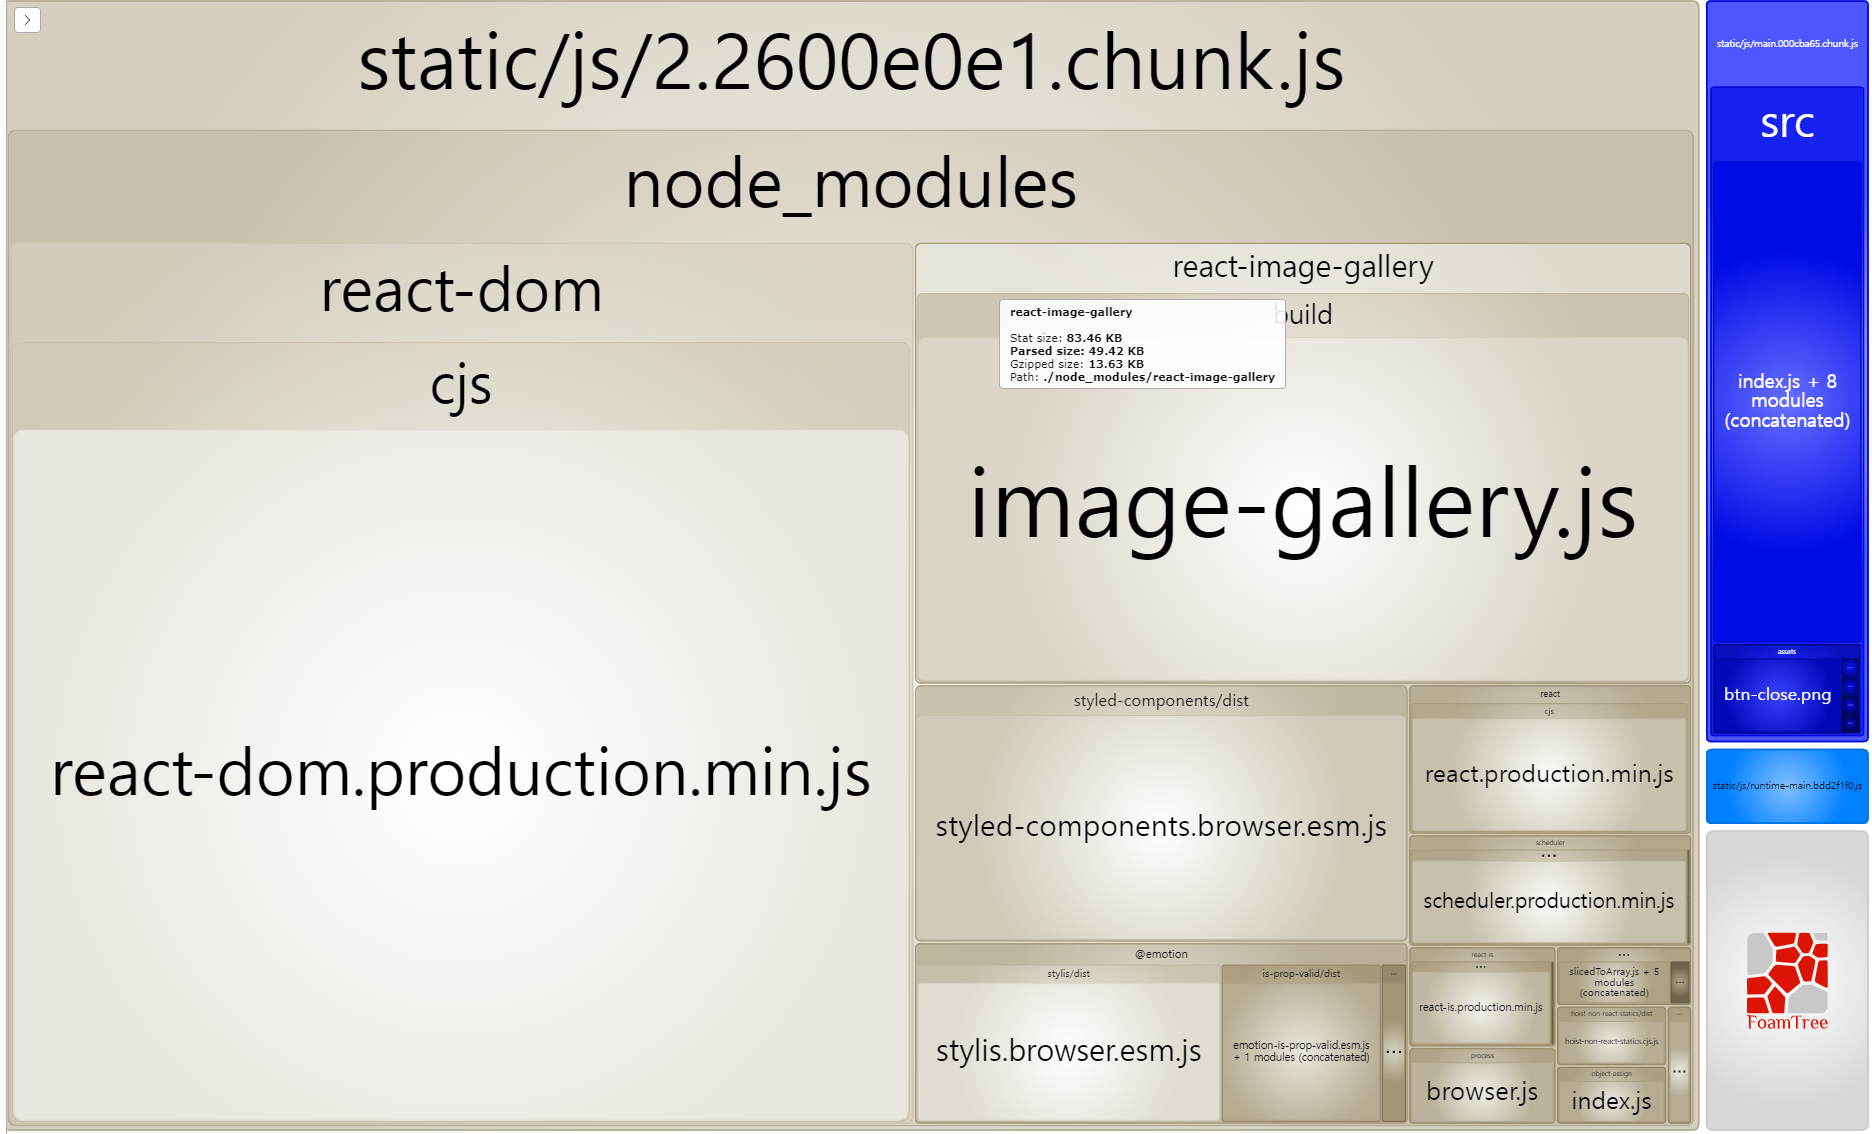 static/js/2.2600e0e1.chunk.js
node_modules
react-dom
cjs
react-dom.production.min.js
react-image-gallery
build
react-image-gallery
Stat size: 83.46 KB
Parsed size: 49.42 KB
Gzipped size: 13.63 KB
Path: ./node_modules/react-image-gallery
image-gallery.js
styled-components/dist
styled-components.browser.esm.js
@emotion
stylis/dist
stylis.browser.esm.js
is-prop-valid/dist
emotion-is-prop-valid.esm.js
+ 1 modules (concatenated)
...
...
react
cjs
react.production.min.js
scheduler
...
scheduler.production.min.js
react-is
...
react-is.production.min.js
process
browser.js
...
slicedToArray.js + 5
modules
(concatenated)
...
hoist-non-react-statics/dist
hoist-non-react-statics.cjs.js
object-assign
index.js
...
...
static/js/main.000cba65.chunk.js
src
index.js + 8
modules
(concatenated)
assets
btn-close.png
...
...
...
...
static/js/runtime-main.bdd2f1f0.js
FoamTree